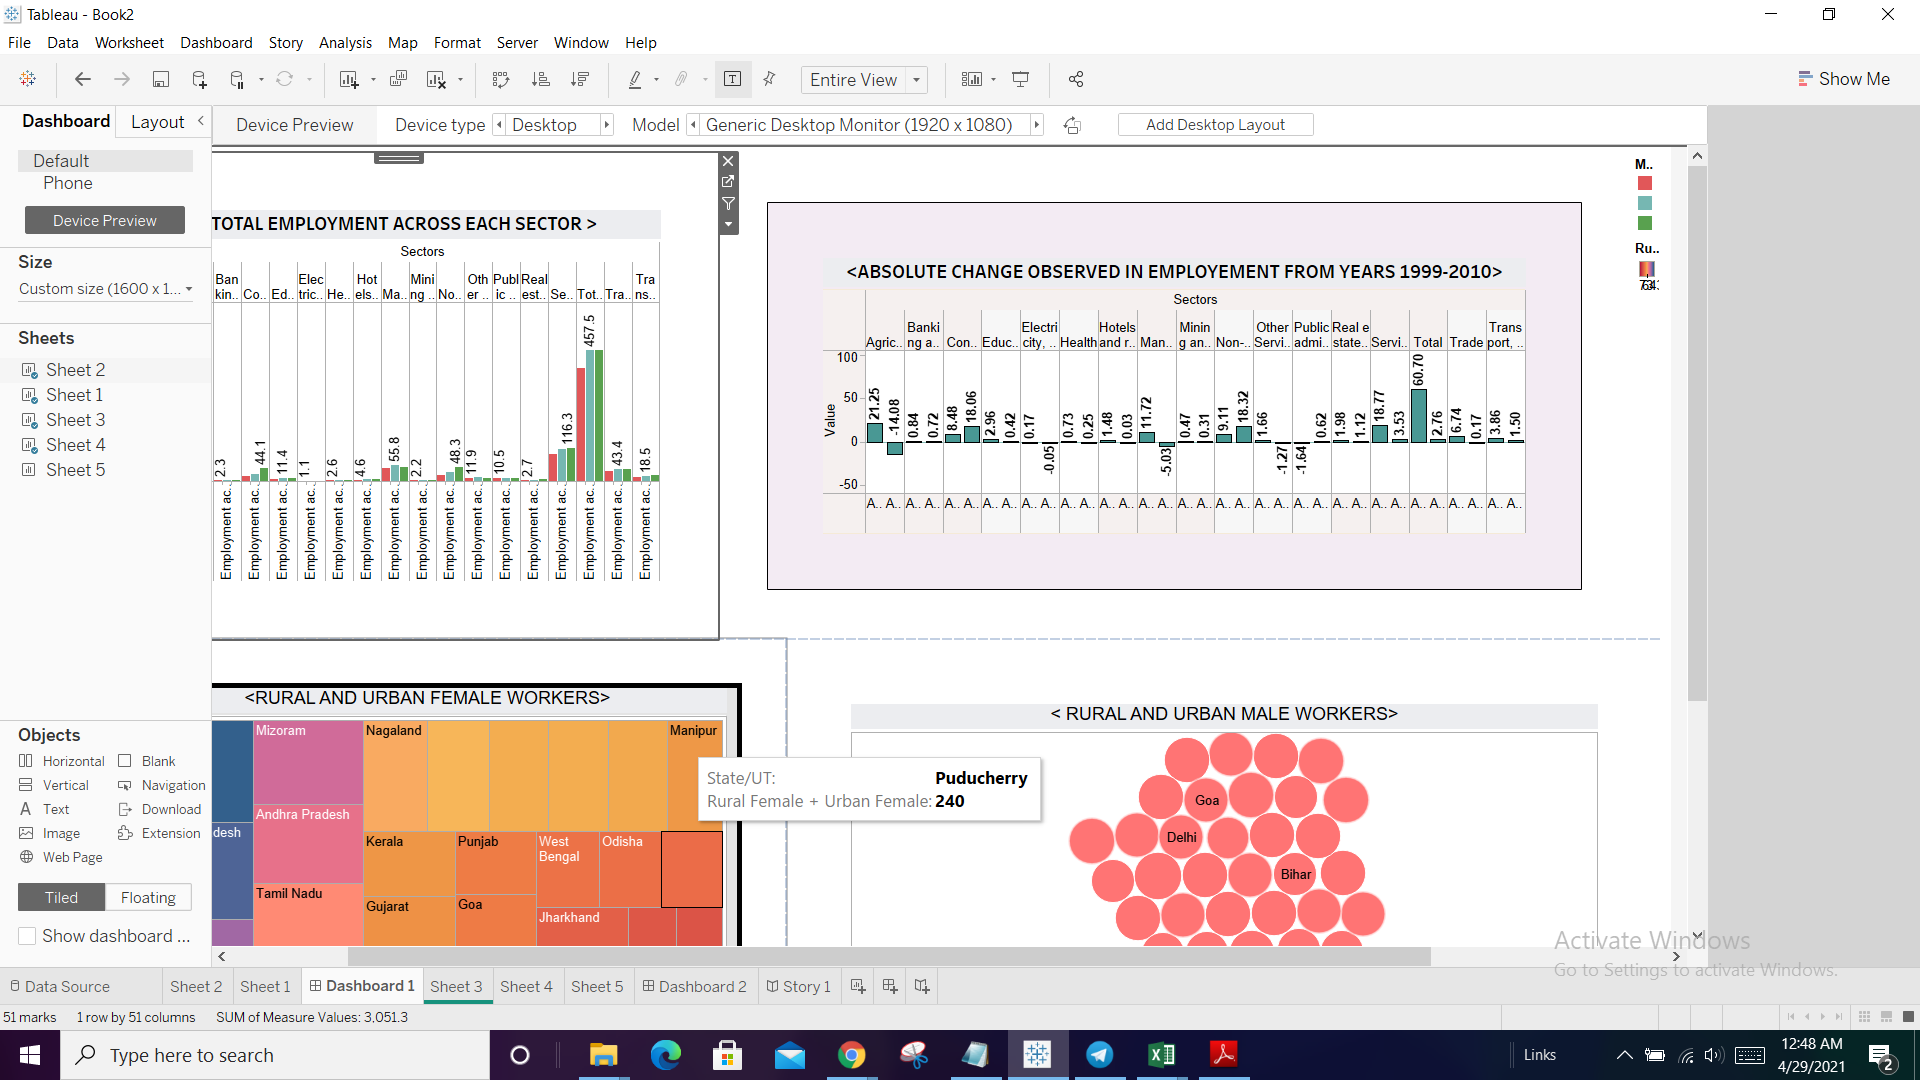 Tableau - Book2
File Data Worksheet Dashboard Story Analysis Map Format Server Window Help
Entire View
Show Me
Dashboard Layout
Device Preview Device type Desktop Model Generic Desktop Monitor (1920 x 1080) Add Desktop Layout
Default
Phone
Device Preview
Size
Custom size (1600 x 1...
Sheets
Sheet 2
Sheet 1
Sheet 3
Sheet 4
Sheet 5
Objects
Horizontal Blank
Vertical Navigation
Text Download
Image Extension
Web Page
Tiled Floating
Show dashboard ...
TOTAL EMPLOYMENT ACROSS EACH SECTOR >
Sectors
Ban Elec Hot Mini Oth Publ Real Tra
kin.. Co.. Ed.. tric.. He.. els.. Ma.. ng .. No.. er .. ic .. est.. Se.. Tot.. Tra.. ns..
2.3 44.1 11.4 1.1 2.6 4.6 55.8 2.2 48.3 11.9 10.5 2.7 116.3 457.5 43.4 18.5
Employment ac.. Employment ac.. Employment ac.. Employment ac.. Employment ac.. Employment ac.. Employment ac.. Employment ac.. Employment ac.. Employment ac.. Employment ac.. Employment ac.. Employment ac.. Employment ac.. Employment ac.. Employment ac..
<ABSOLUTE CHANGE OBSERVED IN EMPLOYEMENT FROM YEARS 1999-2010>
Sectors
Banki Electri Hotels Minin Other Public Real e Trans
Agric.. ng a.. Con.. Educ.. city, .. Health and r.. Man.. g an.. Non-.. Servi.. admi.. state.. Servi.. Total Trade port, ..
Value
100
50
0
-50
21.25 -14.08 0.84 0.72 8.48 18.06 2.96 0.42 0.17 -0.05 0.73 0.25 1.48 0.03 11.72 -5.03 0.47 0.31 9.11 18.32 1.66 -1.27 -1.64 0.62 1.98 1.12 18.77 3.53 60.70 2.76 6.74 0.17 3.86 1.50
A.. A.. A.. A.. A.. A.. A.. A.. A.. A.. A.. A.. A.. A.. A.. A.. A.. A.. A.. A.. A.. A.. A.. A.. A.. A.. A.. A.. A.. A.. A.. A.. A.. A..
M..
Ru..
<RURAL AND URBAN FEMALE WORKERS>
Mizoram Nagaland Manipur
Andhra Pradesh
desh
Kerala Punjab West Odisha
Bengal
Tamil Nadu
Gujarat Goa
Jharkhand
State/UT: Puducherry
Rural Female + Urban Female: 240
< RURAL AND URBAN MALE WORKERS>
Goa
Delhi
Bihar
Activate Windows
Go to Settings to activate Windows.
Data Source Sheet 2 Sheet 1 Dashboard 1 Sheet 3 Sheet 4 Sheet 5 Dashboard 2 Story 1
51 marks 1 row by 51 columns SUM of Measure Values: 3,051.3
Type here to search
Links
12:48 AM
4/29/2021
2